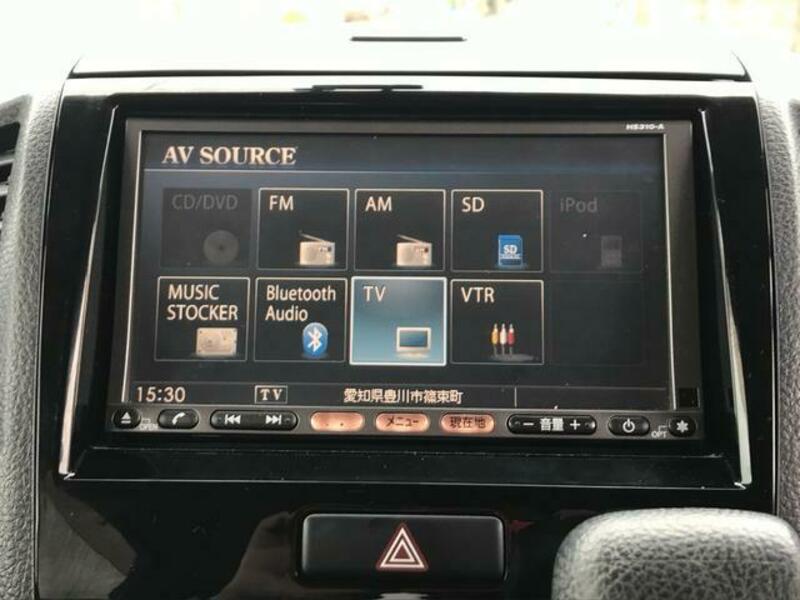 HS310-A
AV SOURCE
CD/DVD
FM
AM
SD
iPod
SD
MUSIC
STOCKER
Bluetooth
Audio
TV
VTR
15:30
TV
愛知県豊川市篠束町
OPEN
メニュー
現在地
− 音量 +
OPT